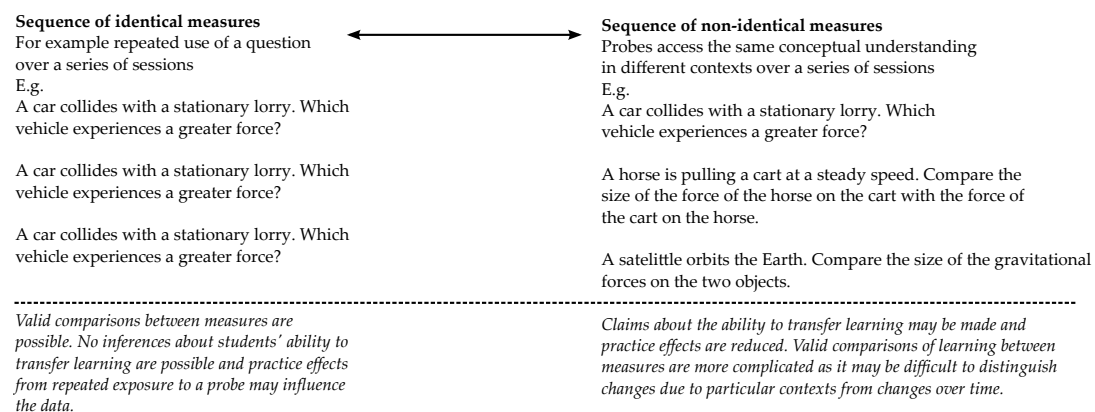 Sequence of identical measures
For example repeated use of a question
over a series of sessions
E.g.
A car collides with a stationary lorry. Which
vehicle experiences a greater force?
A car collides with a stationary lorry. Which
vehicle experiences a greater force?
A car collides with a stationary lorry. Which
vehicle experiences a greater force?
Valid comparisons between measures are
possible. No inferences about students' ability to
transfer learning are possible and practice effects
from repeated exposure to a probe may influence
the data.
Sequence of non-identical measures
Probes access the same conceptual understanding
in different contexts over a series of sessions
E.g.
A car collides with a stationary lorry. Which
vehicle experiences a greater force?
A horse is pulling a cart at a steady speed. Compare the
size of the force of the horse on the cart with the force of
the cart on the horse.
A satelittle orbits the Earth. Compare the size of the gravitational
forces on the two objects.
Claims about the ability to transfer learning may be made and
practice effects are reduced. Valid comparisons of learning between
measures are more complicated as it may be difficult to distinguish
changes due to particular contexts from changes over time.